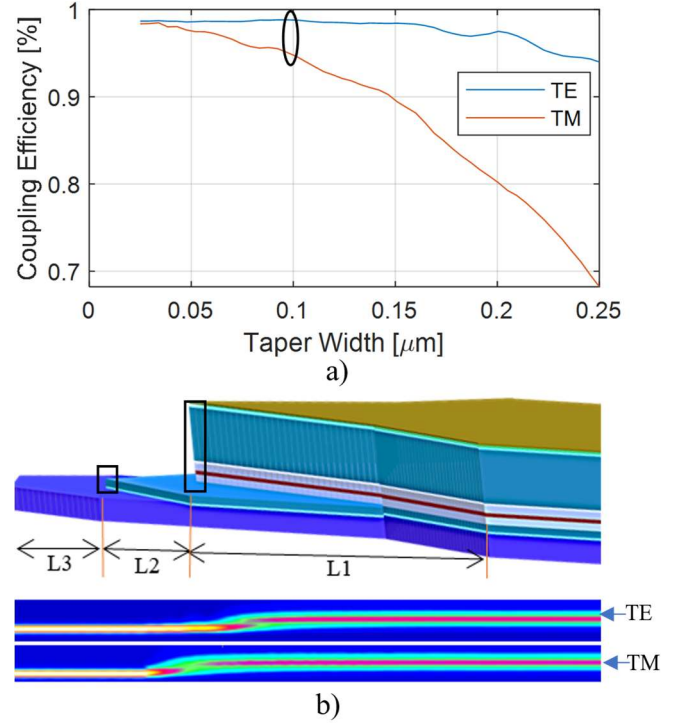 Coupling Efficiency [%]
1
0.9
0.8
0.7
TE
TM
0
0.05
0.1
0.15
0.2
0.25
Taper Width [μm]
a)
L3
L2
L1
TE
TM
b)